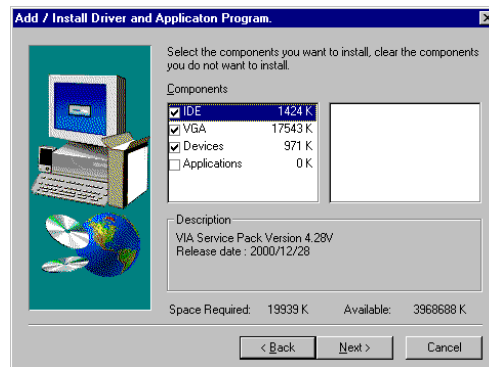 Add / Install Driver and Applicaton Program.
Select the components you want to install, clear the components
you do not want to install.
Components
IDE 1424 K
VGA 17543 K
Devices 971 K
Applications 0 K
Description
VIA Service Pack Version 4.28V
Release date : 2000/12/28
Space Required: 19939 K Available: 3968688 K
< Back Next > Cancel